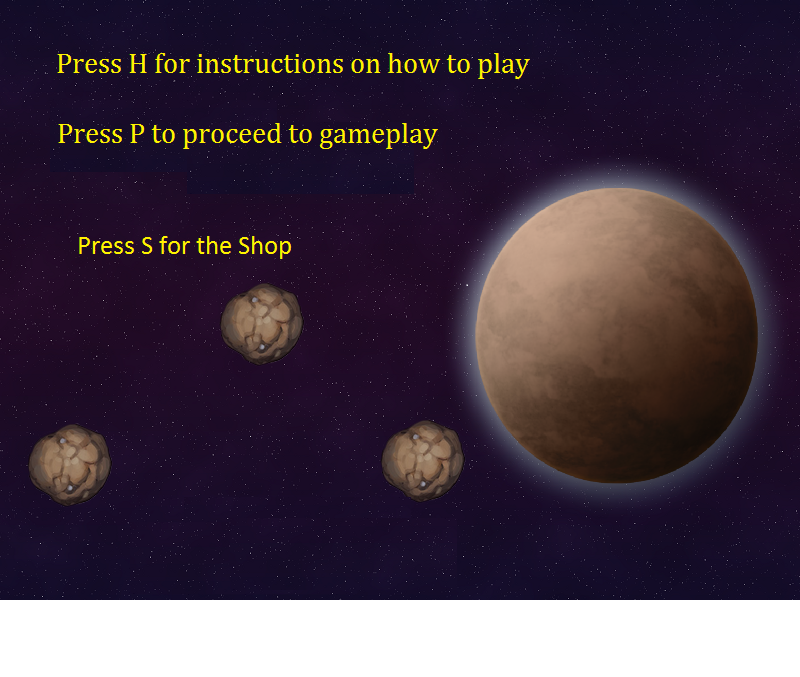 Press H for instructions on how to play
Press P to proceed to gameplay
Press S for the Shop